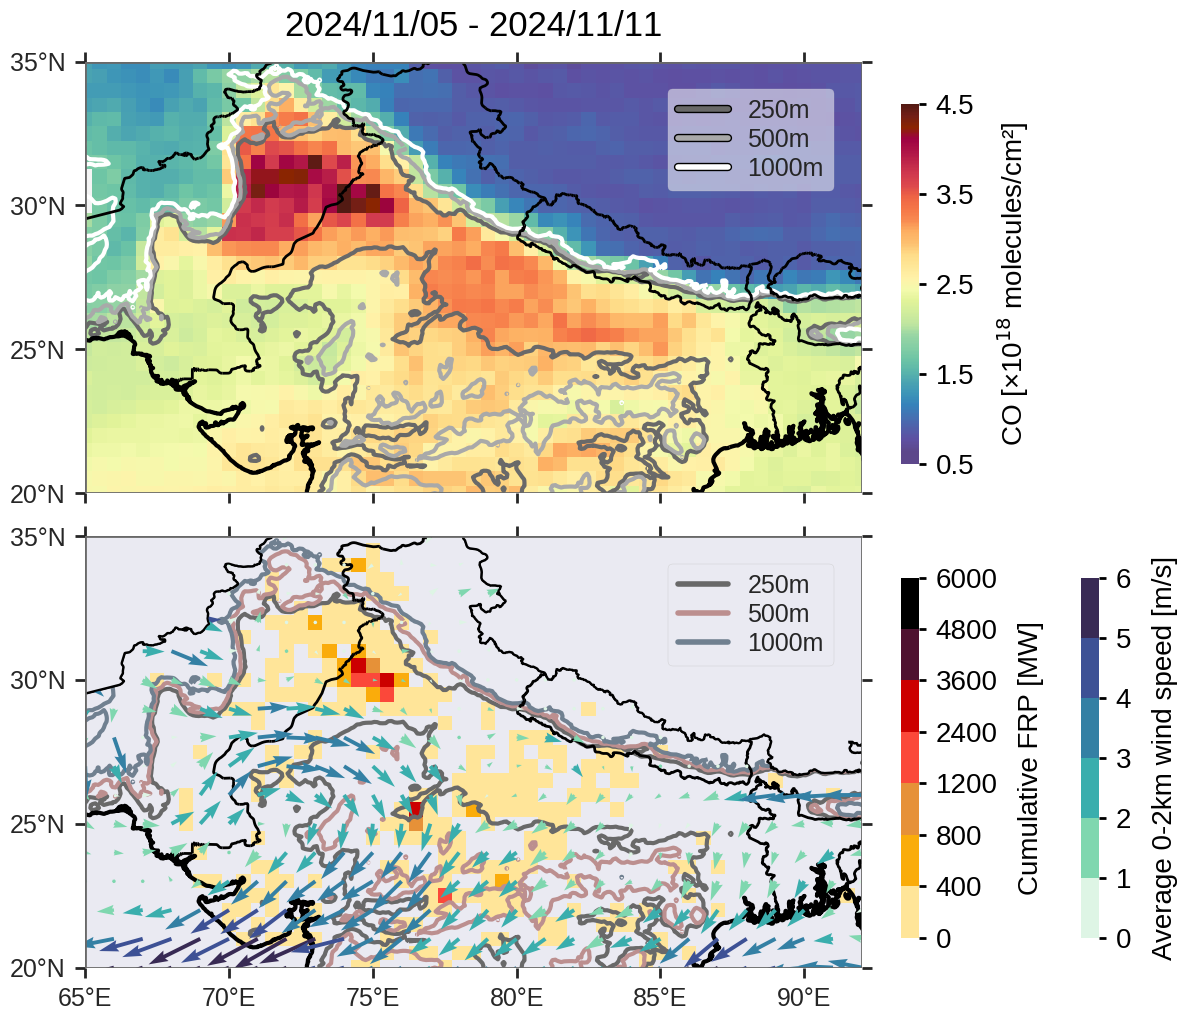 2024/11/05 - 2024/11/11
35°N
30°N
25°N
20°N
250m
500m
1000m
4.5
3.5
2.5
1.5
0.5
CO [×10¹⁸ molecules/cm²]
35°N
30°N
25°N
20°N
65°E
70°E
75°E
80°E
85°E
90°E
250m
500m
1000m
6000
4800
3600
2400
1200
800
400
0
Cumulative FRP [MW]
6
5
4
3
2
1
0
Average 0-2km wind speed [m/s]